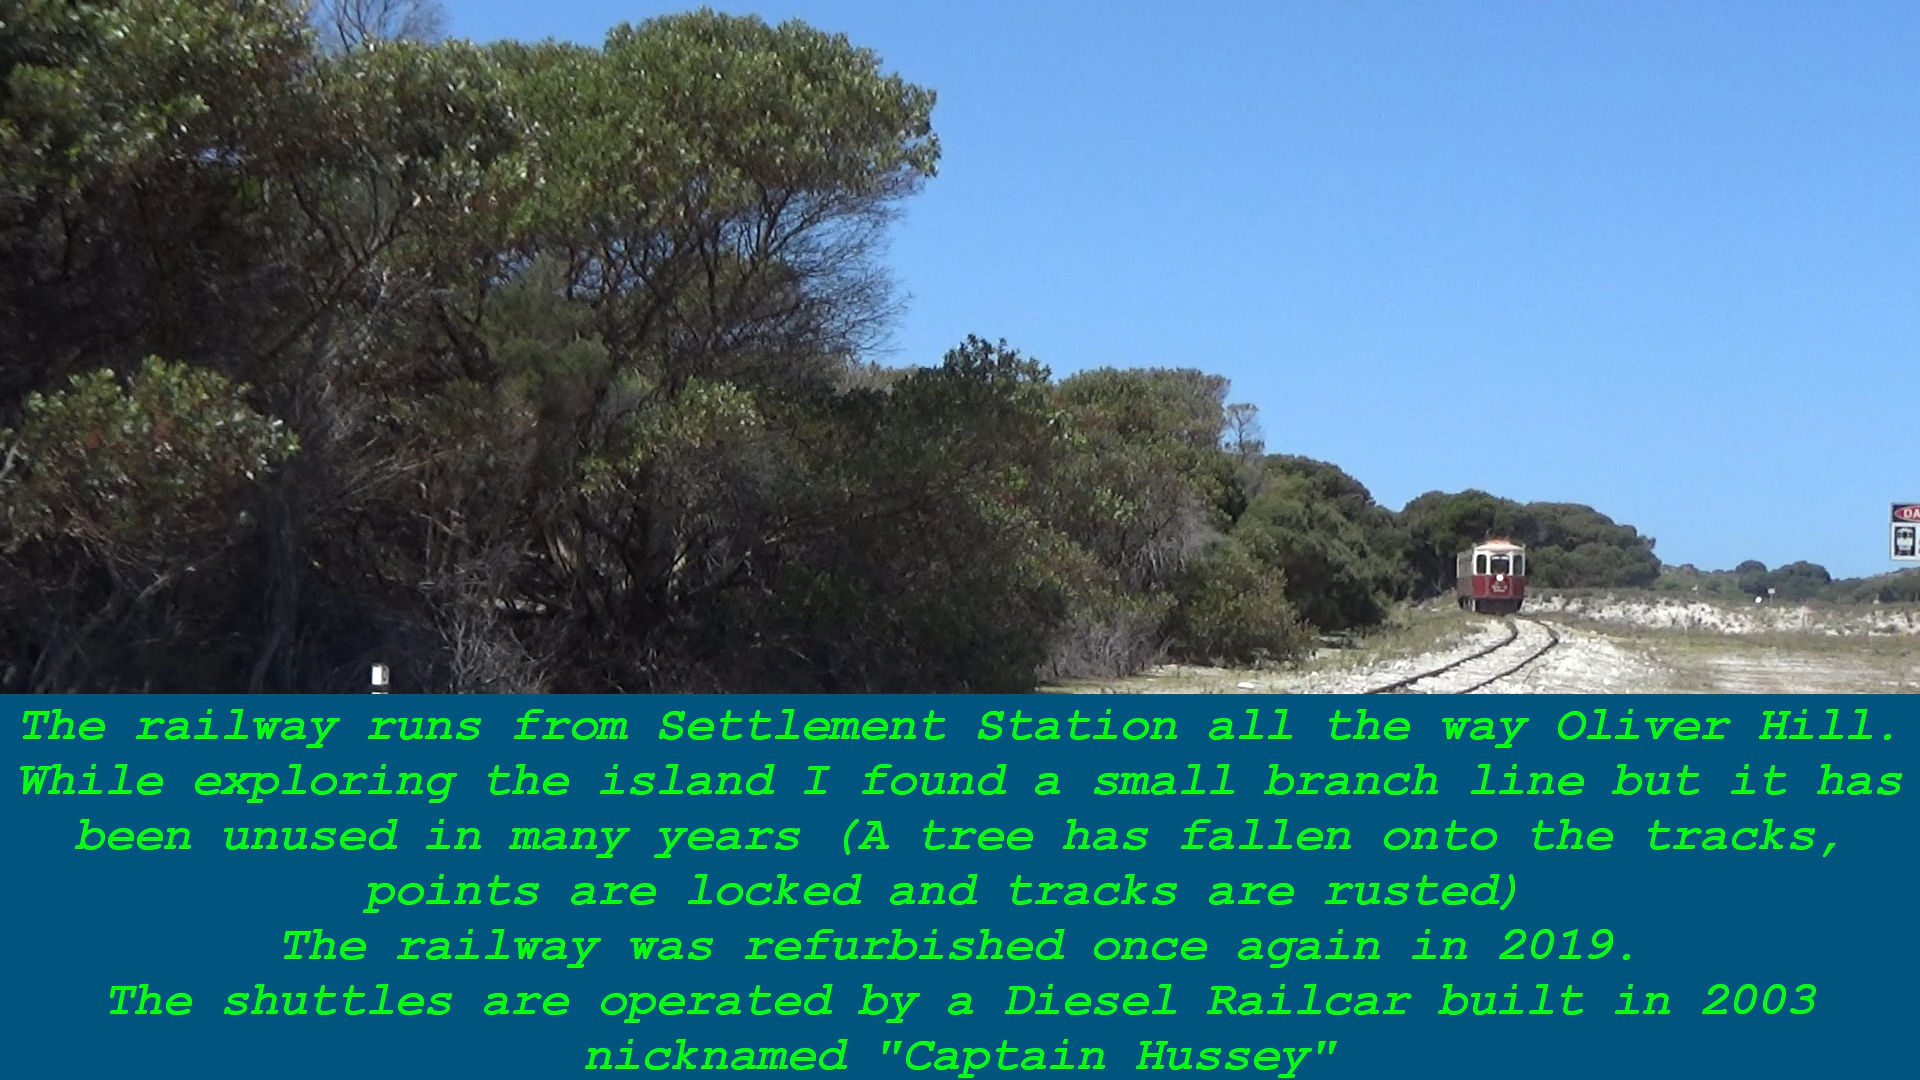 DA
The railway runs from Settlement Station all the way Oliver Hill.
While exploring the island I found a small branch line but it has
been unused in many years (A tree has fallen onto the tracks,
points are locked and tracks are rusted)
The railway was refurbished once again in 2019.
The shuttles are operated by a Diesel Railcar built in 2003
nicknamed "Captain Hussey"